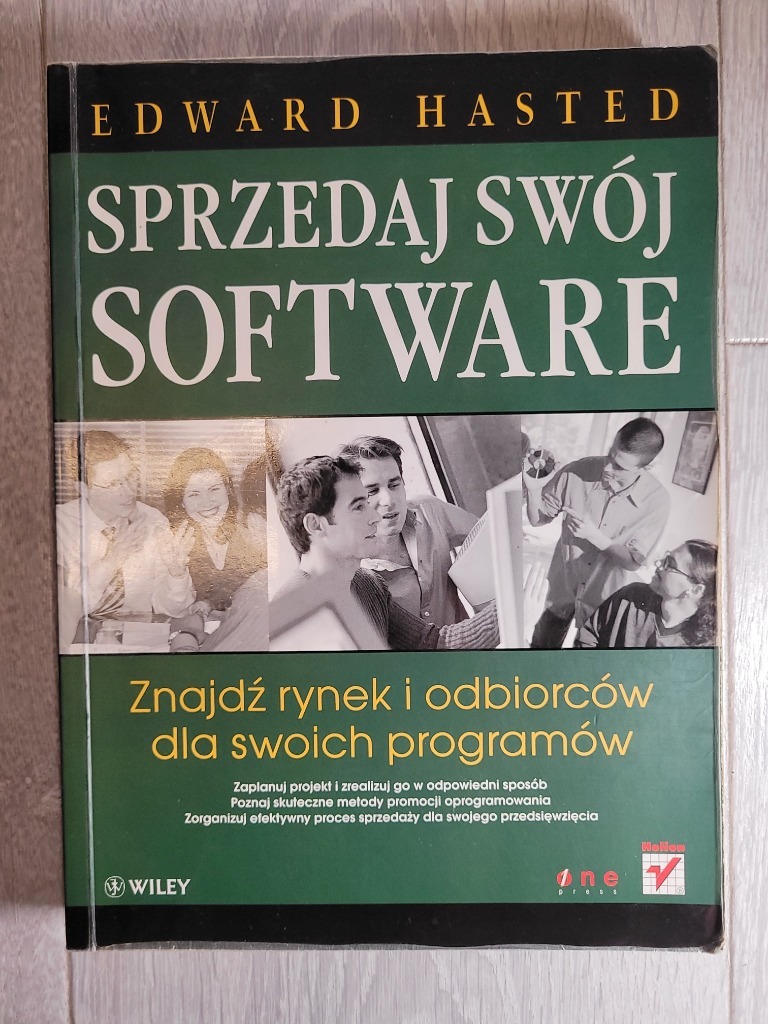 EDWARD HASTED
SPRZEDAJ SWÓJ
SOFTWARE
Znajdź rynek i odbiorców
dla swoich programów
Zaplanuj projekt i zrealizuj go w odpowiedni sposób
Poznaj skuteczne metody promocji oprogramowania
Zorganizuj efektywny proces sprzedaży dla swojego przedsięwzięcia
WILEY
one
press
Helion